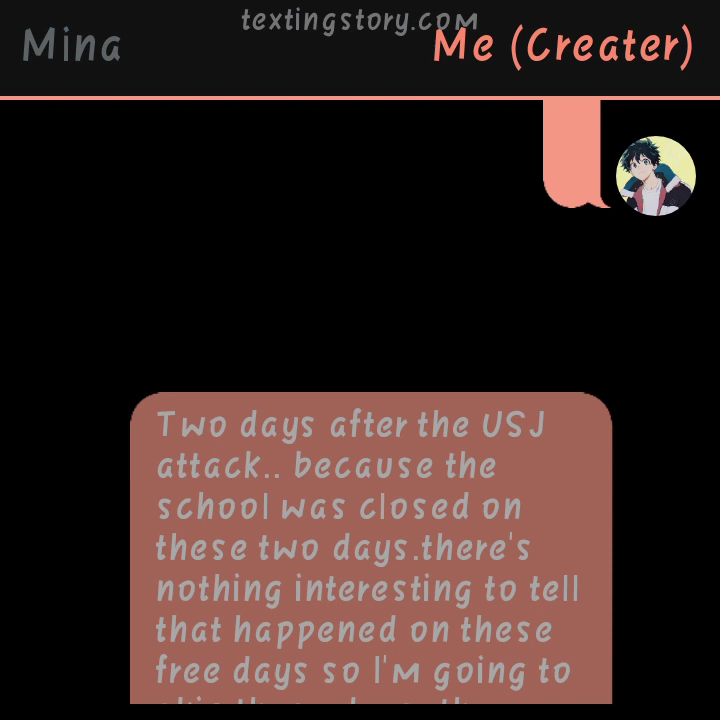 textingstory.com
Mina
Me (Creater)
Two days after the USJ
attack.. because the
school was closed on
these two days.there's
nothing interesting to tell
that happened on these
free days so I'm going to